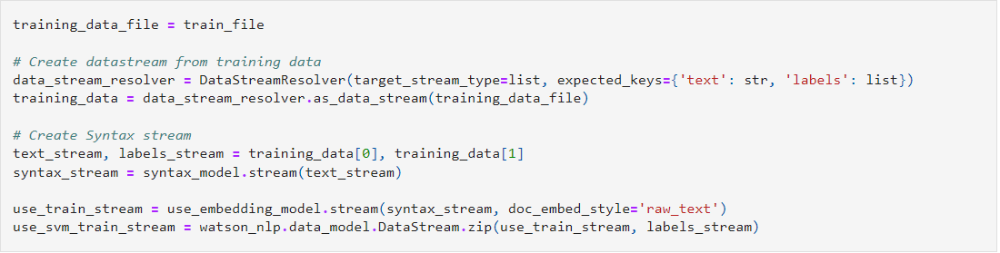 training_data_file = train_file
# Create datastream from training data
data_stream_resolver = DataStreamResolver(target_stream_type=list, expected_keys={'text': str, 'labels': list})
training_data = data_stream_resolver.as_data_stream(training_data_file)
# Create Syntax stream
text_stream, labels_stream = training_data[0], training_data[1]
syntax_stream = syntax_model.stream(text_stream)
use_train_stream = use_embedding_model.stream(syntax_stream, doc_embed_style='raw_text')
use_svm_train_stream = watson_nlp.data_model.DataStream.zip(use_train_stream, labels_stream)